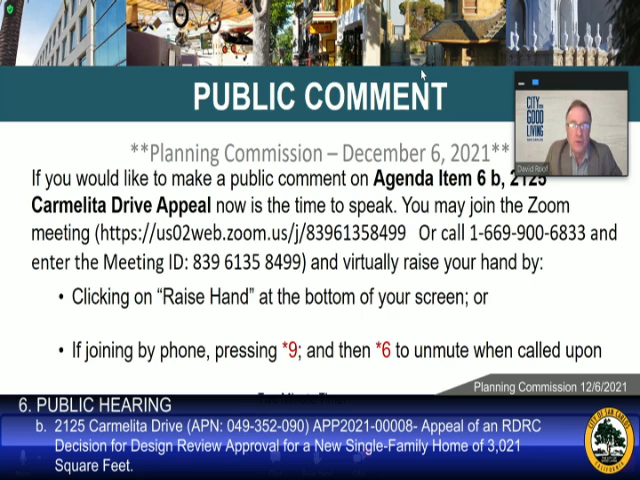 PUBLIC COMMENT
CITY OF GOOD LIVING
David Roof
**Planning Commission – December 6, 2021**
If you would like to make a public comment on Agenda Item 6 b, 2125
Carmelita Drive Appeal now is the time to speak. You may join the Zoom
meeting (https://us02web.zoom.us/j/83961358499 Or call 1-669-900-6833 and
enter the Meeting ID: 839 6135 8499) and virtually raise your hand by:
• Clicking on “Raise Hand” at the bottom of your screen; or
• If joining by phone, pressing *9; and then *6 to unmute when called upon
Planning Commission 12/6/2021
6. PUBLIC HEARING
b. 2125 Carmelita Drive (APN: 049-352-090) APP2021-00008- Appeal of an RDRC
Decision for Design Review Approval for a New Single-Family Home of 3,021
Square Feet.
CITY OF SAN CARLOS
CALIFORNIA